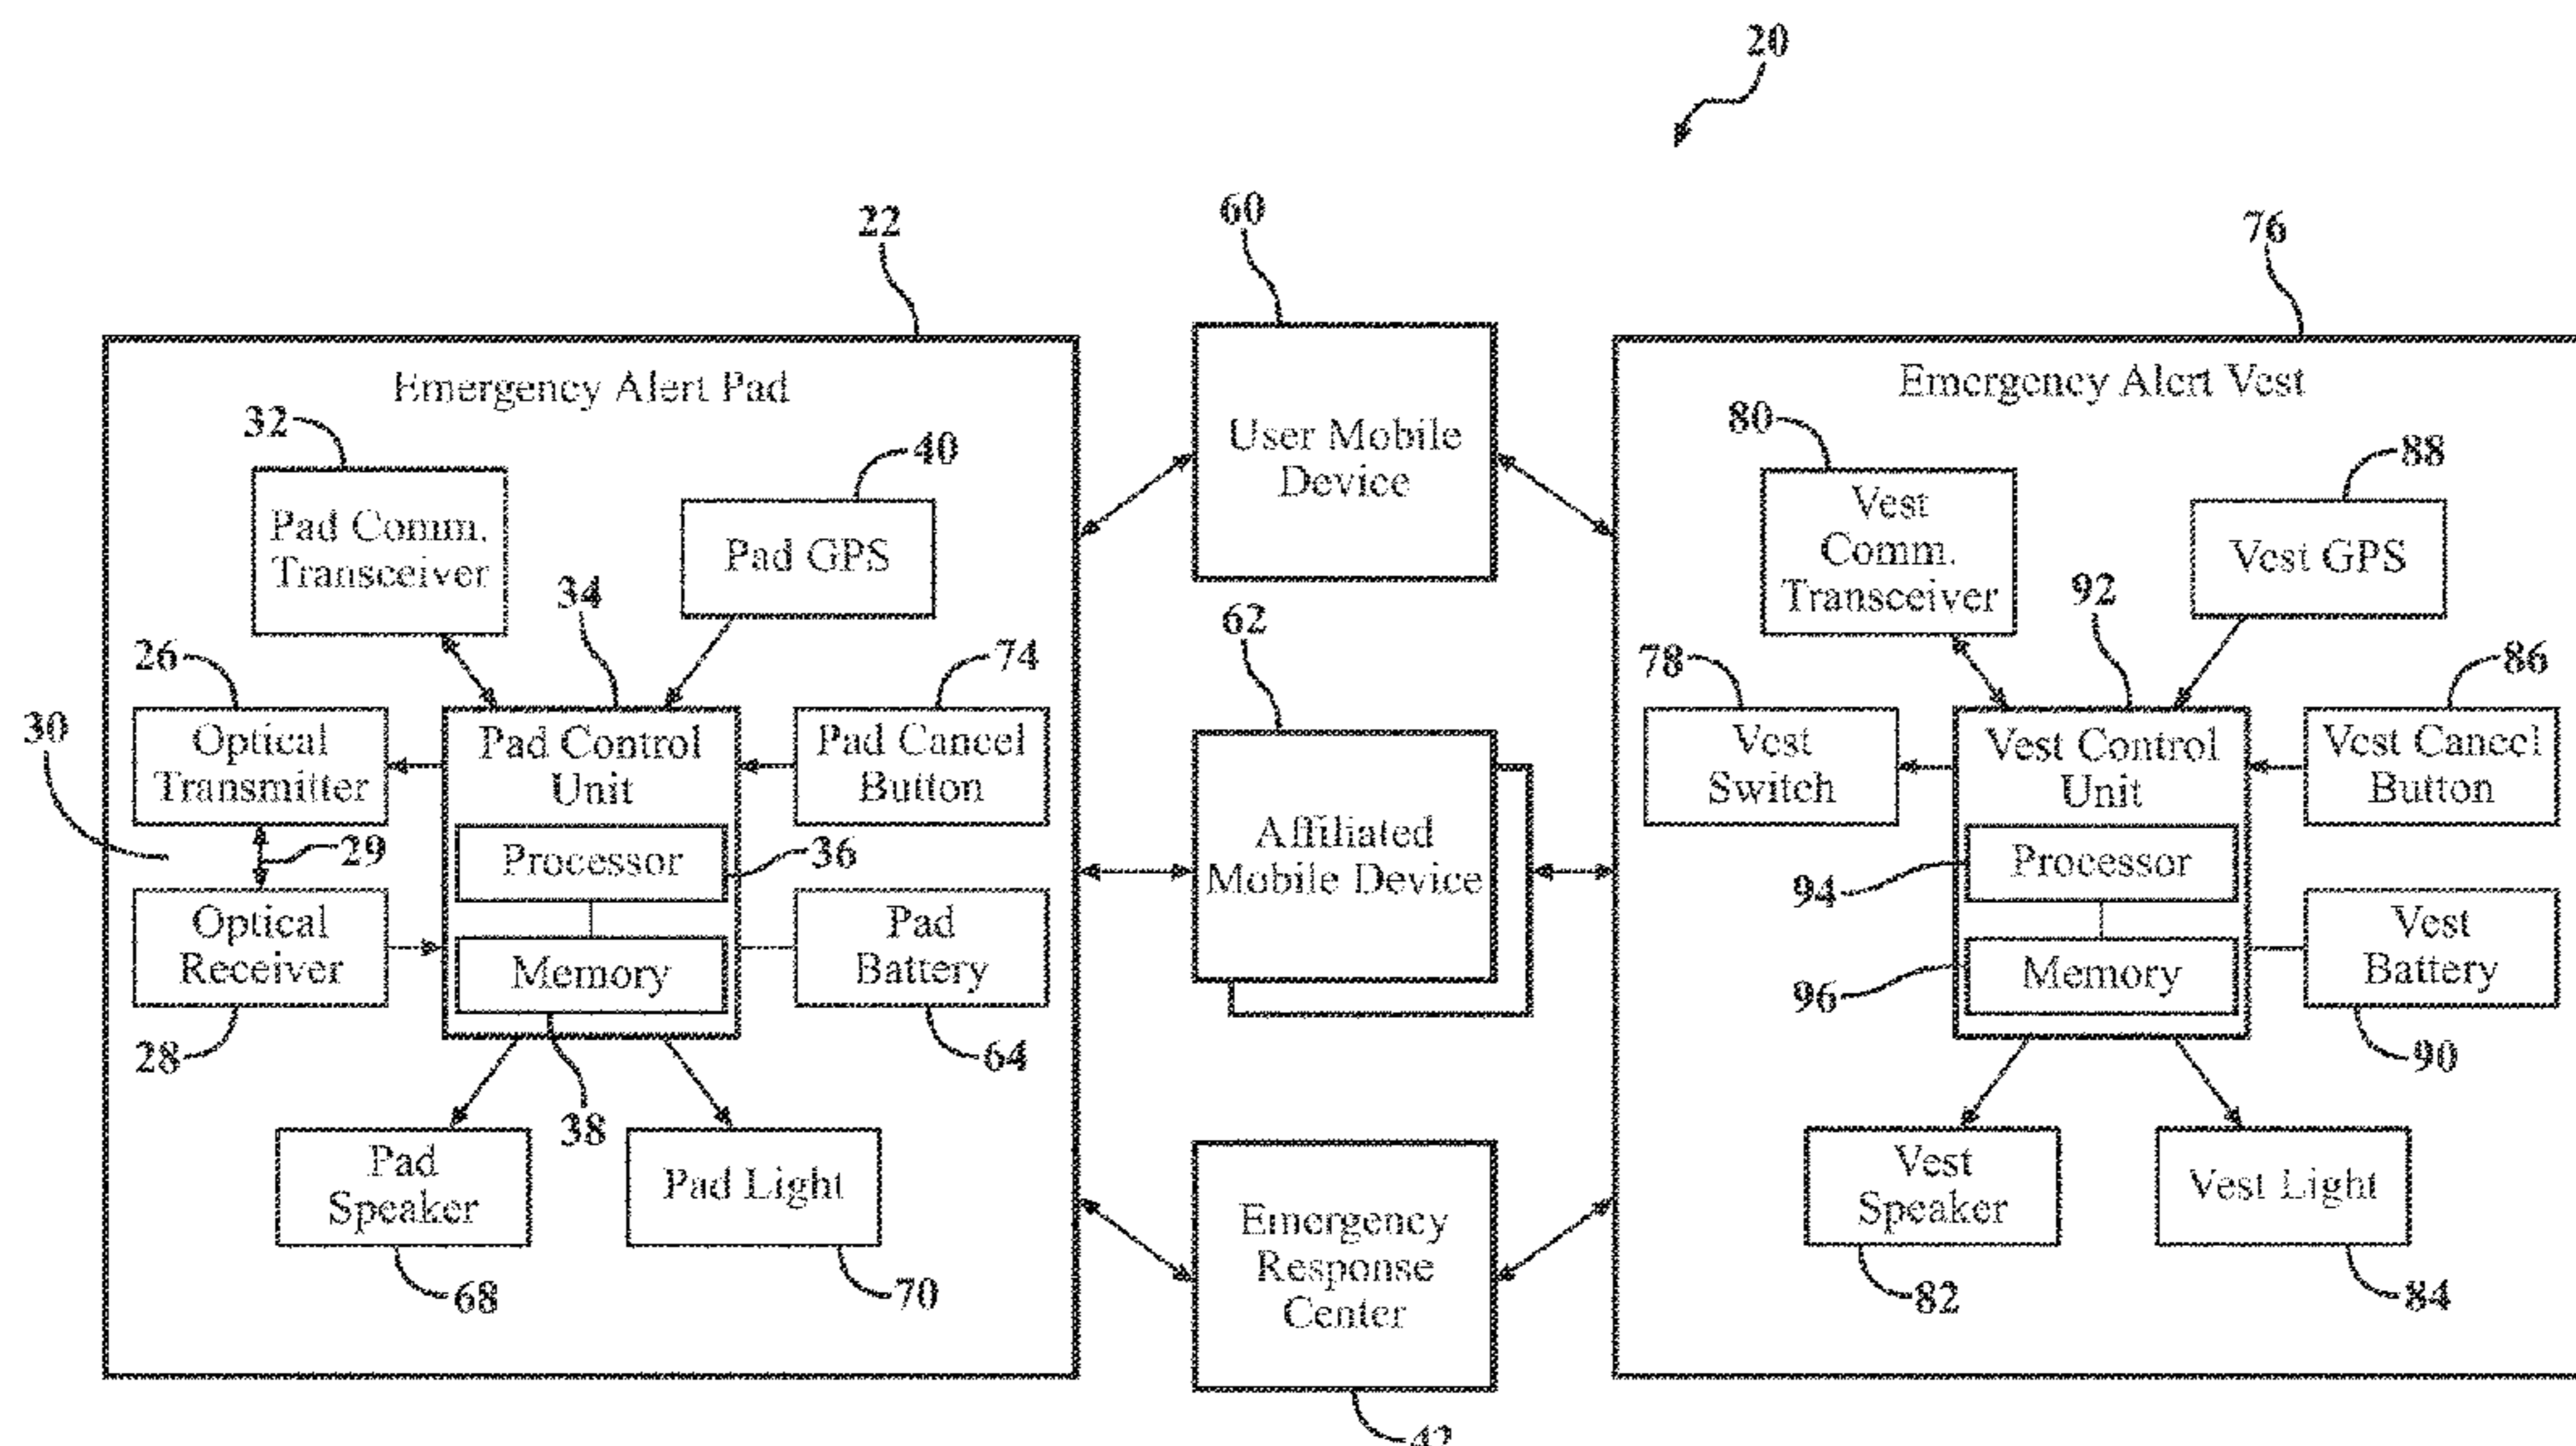 20
22
60
76
Emergency Alert Pad
Emergency Alert Vest
32
40
User Mobile
Device
80
88
Pad Comm.
Transceiver
Pad GPS
Vest
Comm.
Transceiver
Vest GPS
34
62
92
26
74
78
86
30
Optical
Transmitter
Pad Control
Unit
Pad Cancel
Button
Vest
Switch
Vest Control
Unit
Vest Cancel
Button
29
Processor
36
Affiliated
Mobile Device
94
Processor
Optical
Receiver
Memory
Pad
Battery
96
Memory
Vest
Battery
28
38
64
90
Pad
Speaker
Pad Light
Emergency
Response
Center
Vest
Speaker
Vest Light
68
70
82
84